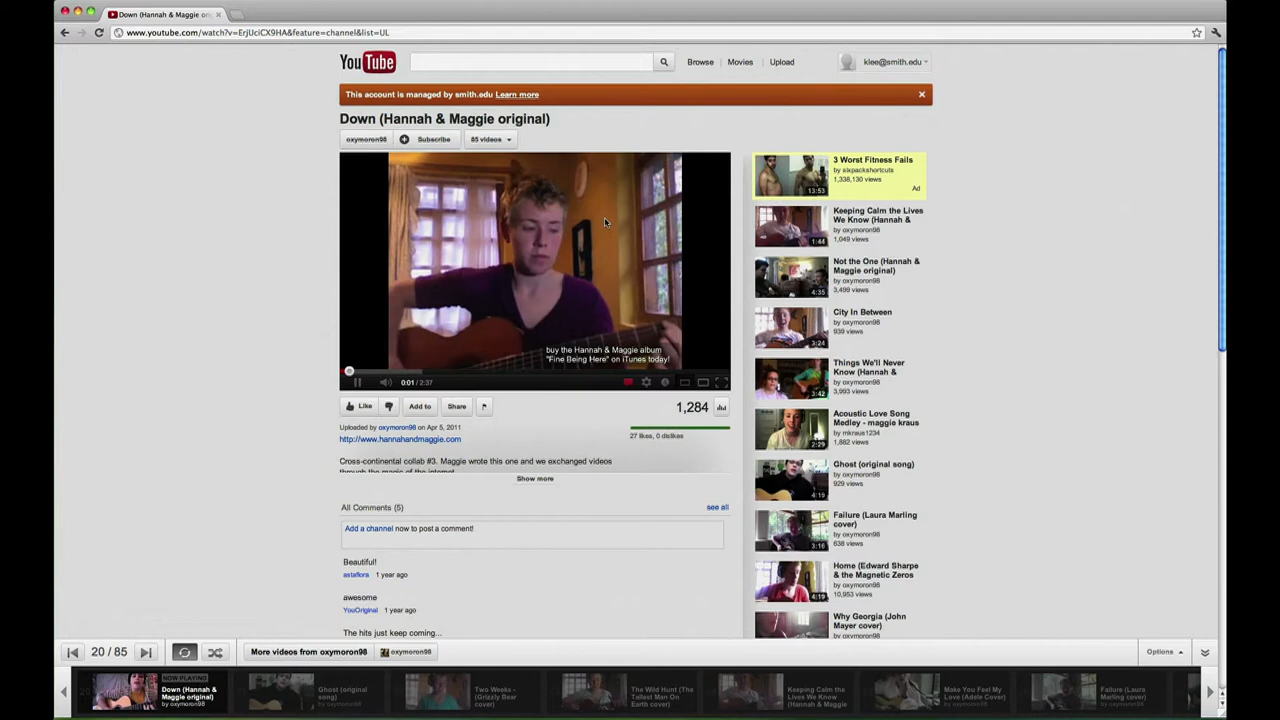 Down (Hannah & Maggie ori
www.youtube.com/watch?v=ErjUciCX9HA&feature=channel&list=UL
YouTube
Browse
Movies
Upload
klee@smith.edu
This account is managed by smith.edu Learn more
Down (Hannah & Maggie original)
oxymoron98
Subscribe
85 videos
buy the Hannah & Maggie album
"Fine Being Here" on iTunes today!
0:01 / 2:37
Like
Add to
Share
1,284
Uploaded by oxymoron98 on Apr 5, 2011
27 likes, 0 dislikes
http://www.hannahandmaggie.com
Cross-continental collab #3. Maggie wrote this one and we exchanged videos
through the magic of the internet
Show more
All Comments (5)
see all
Add a channel now to post a comment!
Beautiful!
astaflora 1 year ago
awesome
YouOriginal 1 year ago
The hits just keep coming...
3 Worst Fitness Fails
by sixpackshortcuts
1,338,130 views
Ad
13:53
Keeping Calm the Lives
We Know (Hannah &
by oxymoron98
1,049 views
1:44
Not the One (Hannah &
Maggie original)
by oxymoron98
3,499 views
4:35
City In Between
by oxymoron98
939 views
3:24
Things We'll Never
Know (Hannah &
by oxymoron98
3,993 views
3:42
Acoustic Love Song
Medley - maggie kraus
by mkraus1234
1,882 views
2:29
Ghost (original song)
by oxymoron98
929 views
4:19
Failure (Laura Marling
cover)
by oxymoron98
638 views
3:16
Home (Edward Sharpe
& the Magnetic Zeros
by oxymoron98
10,953 views
4:19
Why Georgia (John
Mayer cover)
by oxymoron98
20 / 85
More videos from oxymoron98
oxymoron98
Options
NOW PLAYING
Down (Hannah &
Maggie original)
by oxymoron98
Ghost (original
song)
by oxymoron98
Two Weeks -
(Grizzly Bear
cover)
The Wild Hunt (The
Tallest Man On
Earth cover)
Keeping Calm the
Lives We Know
(Hannah & Maggie
Make You Feel My
Love (Adele Cover)
by oxymoron98
Failure (Laura
Marling cover)
by oxymoron98